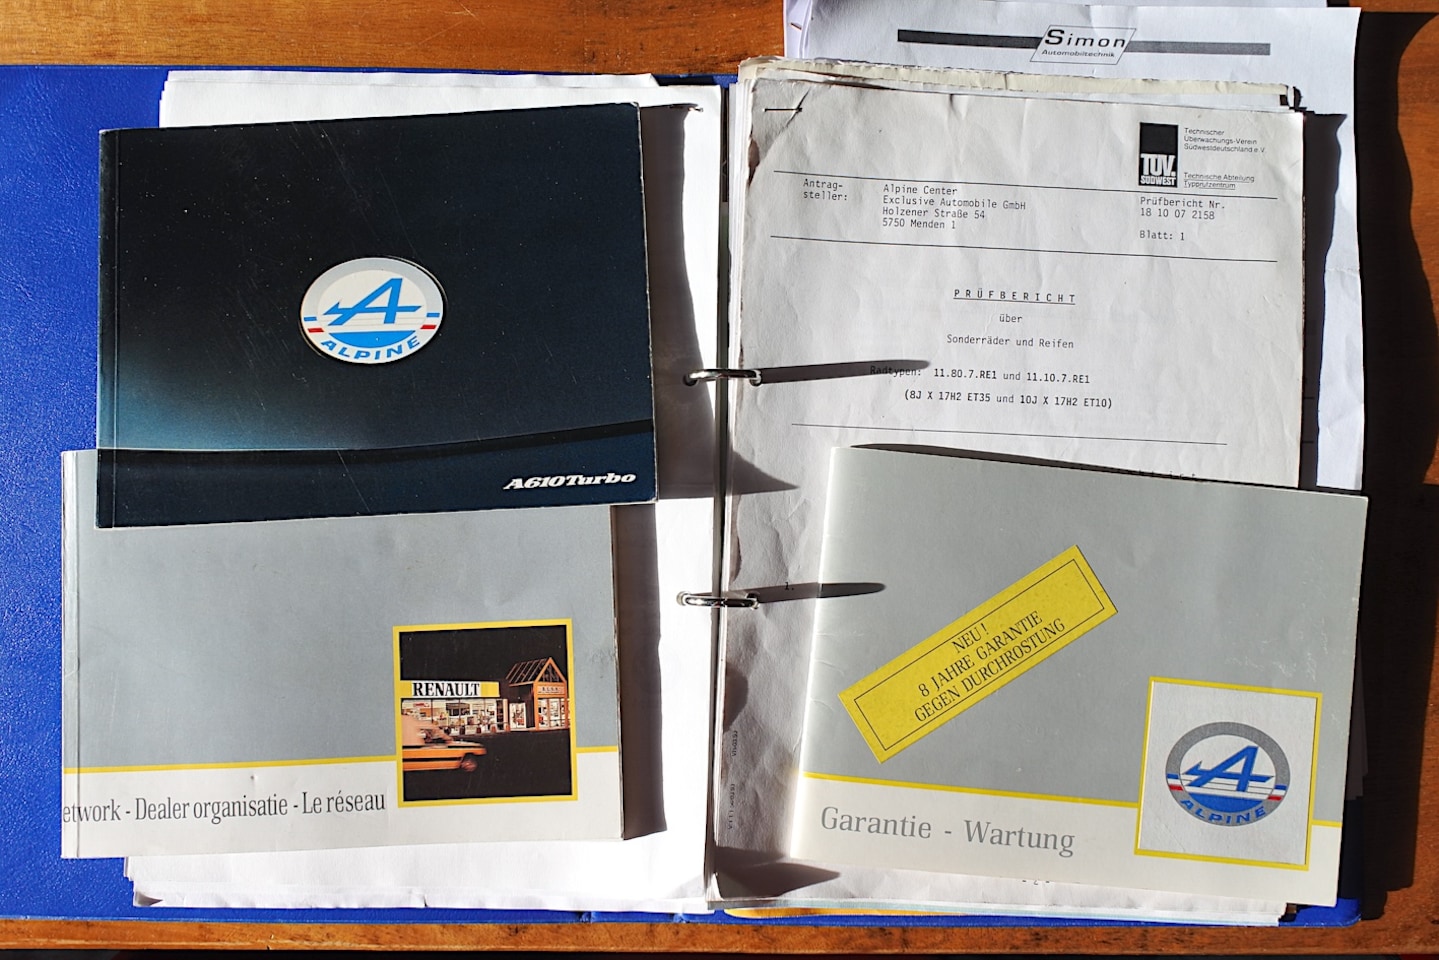 Simon
Automobiltechnik
TÜV
SÜDWEST
Technischer
Überwachungs-Verein
Südwestdeutschland e.V.
Technische Abteilung
Typprüfzentrum
Antrag-
steller:
Alpine Center
Exclusive Automobile GmbH
Holzener Straße 54
5750 Menden 1
Prüfbericht Nr.
18 10 07 2158
Blatt: 1
PRÜFBERICHT
über
Sonderräder und Reifen
Radtypen: 11.80.7.RE1 und 11.10.7.RE1
(8J X 17H2 ET35 und 10J X 17H2 ET10)
1.
A
ALPINE
A610Turbo
RENAULT
etwork - Dealer organisatie - Le réseau
NEU!
8 JAHRE GARANTIE
GEGEN DURCHROSTUNG
A
ALPINE
Garantie - Wartung